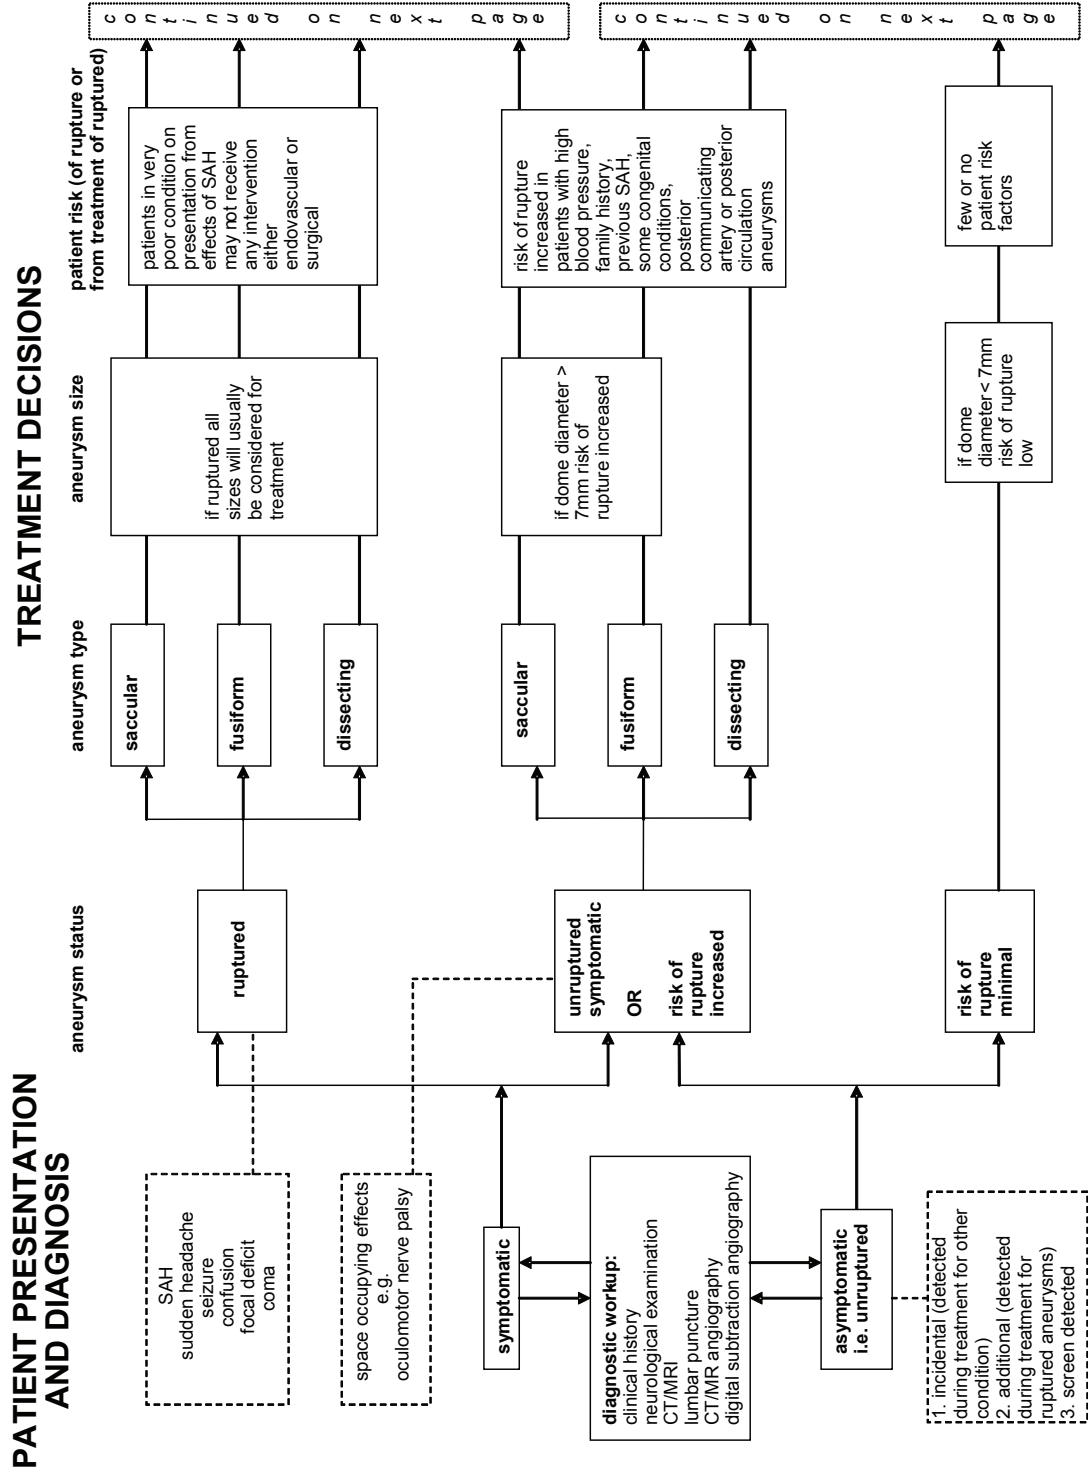 PATIENT PRESENTATION
AND DIAGNOSIS
TREATMENT DECISIONS
aneurysm status
aneurysm type
aneurysm size
patient risk (of rupture or
from treatment of ruptured)
SAH
sudden headache
seizure
confusion
focal deficit
coma
space occupying effects
e.g.
oculomotor nerve palsy
symptomatic
diagnostic workup:
clinical history
neurological examination
CT/MRI
lumbar puncture
CT/MR angiography
digital subtraction angiography
asymptomatic
i.e. unruptured
1. incidental (detected
during treatment for other
condition)
2. additional (detected
during treatment for
ruptured aneurysms)
3. screen detected
ruptured
unruptured
symptomatic
OR
risk of
rupture
increased
risk of
rupture
minimal
saccular
fusiform
dissecting
saccular
fusiform
dissecting
if ruptured all
sizes will usually
be considered for
treatment
if dome diameter >
7mm risk of
rupture increased
if dome
diameter < 7mm
risk of rupture
low
patients in very
poor condition on
presentation from
effects of SAH
may not receive
any intervention
either
endovascular or
surgical
risk of rupture
increased in
patients with high
blood pressure,
family history,
previous SAH,
some congenital
conditions,
posterior
communicating
artery or posterior
circulation
aneurysms
few or no
patient risk
factors
continued on next page
continued on next page